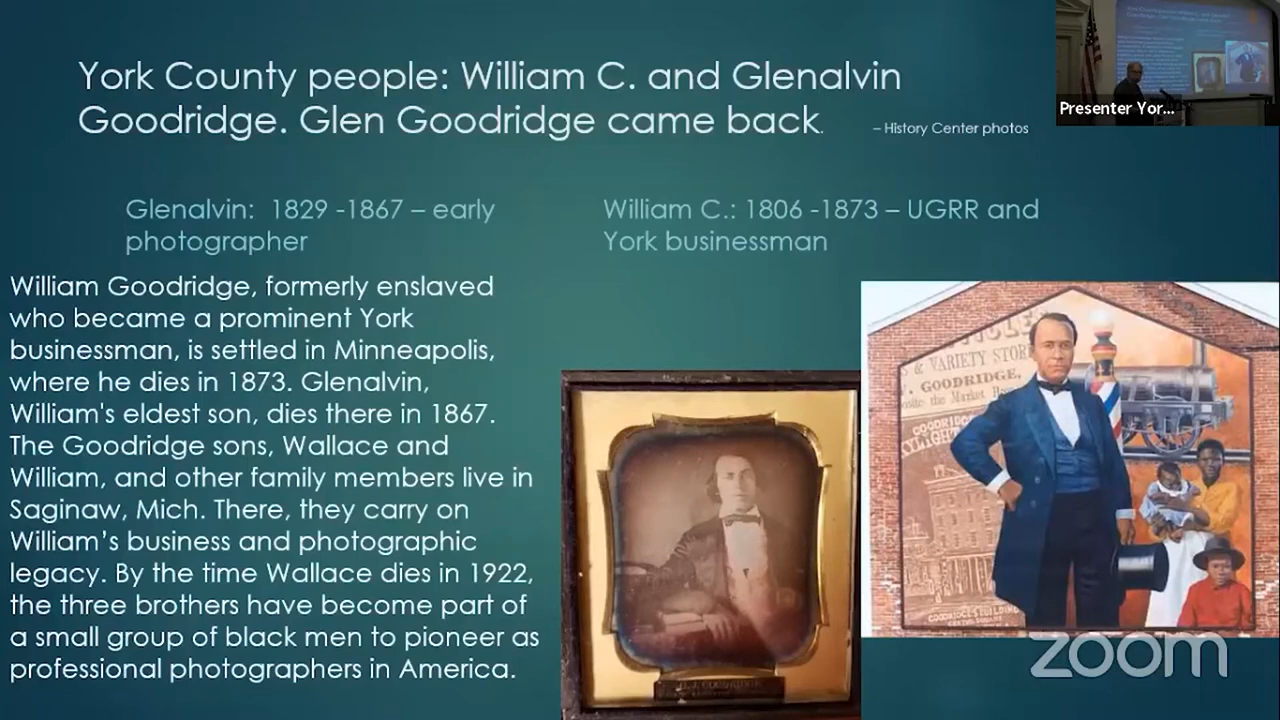 York County people: William C. and Glenalvin
Goodridge. Glen Goodridge came back.
– History Center photos
Presenter Yor...
Glenalvin: 1829 -1867 – early
photographer
William C.: 1806 -1873 – UGRR and
York businessman
William Goodridge, formerly enslaved
who became a prominent York
businessman, is settled in Minneapolis,
where he dies in 1873. Glenalvin,
William's eldest son, dies there in 1867.
The Goodridge sons, Wallace and
William, and other family members live in
Saginaw, Mich. There, they carry on
William’s business and photographic
legacy. By the time Wallace dies in 1922,
the three brothers have become part of
a small group of black men to pioneer as
professional photographers in America.
& VARIETY STOR
. GOODRIDGE,
GOODRIDGE
GOODRIDGE'S BUILDING
zoom